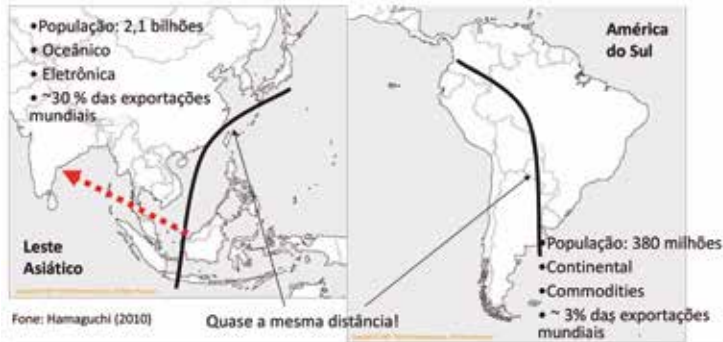 •População: 2,1 bilhões
•Oceânico
•Eletrônica
• ~30 % das exportações
mundiais
Leste
Asiático
América
do Sul
•População: 380 milhões
•Continental
•Commodities
• ~ 3% das exportações
mundiais
Fone: Hamaguchi (2010)
Quase a mesma distância!